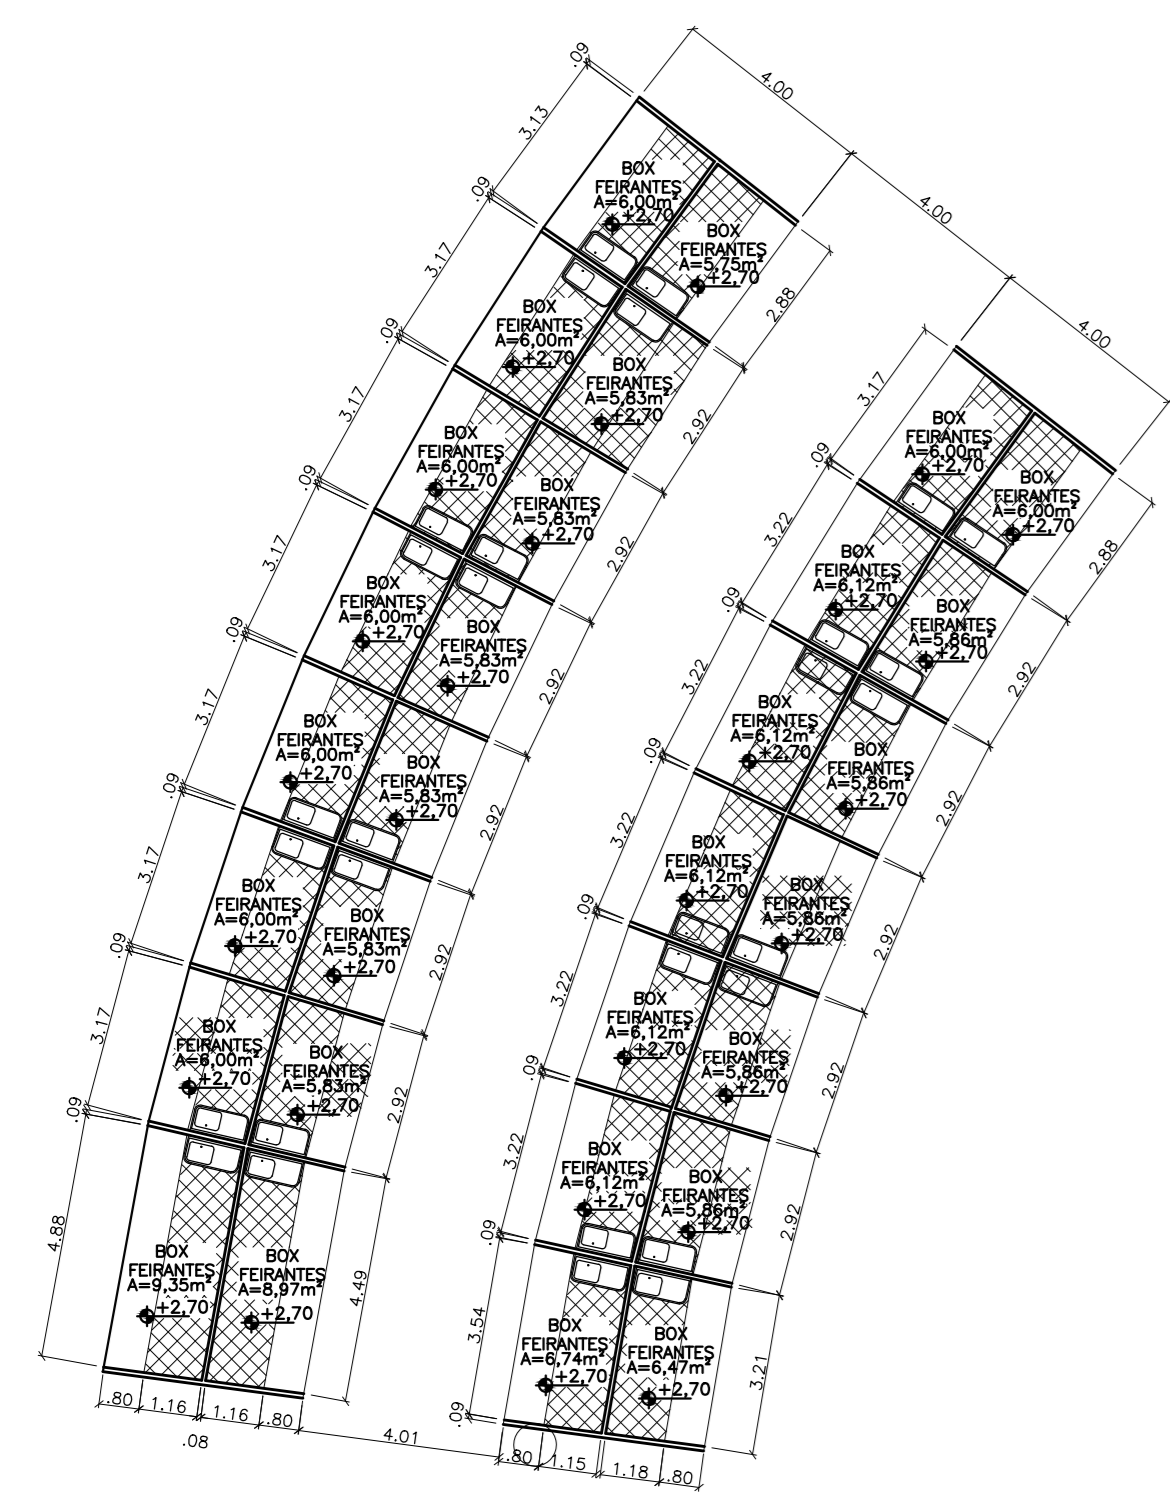 .09
4.00
3.13
BOX
FEIRANTES
A=6,00m²
+2,70
.09
4.00
BOX
FEIRANTES
A=5,75m²
+2,70
3.17
2.88
BOX
FEIRANTES
A=6,00m²
+2,70
.09
4.00
BOX
FEIRANTES
A=5,83m²
+2,70
3.17
3.17
2.92
BOX
FEIRANTES
A=6,00m²
+2,70
BOX
FEIRANTES
A=6,00m²
+2,70
.09
.09
BOX
FEIRANTES
A=5,83m²
+2,70
BOX
FEIRANTES
A=6,00m²
+2,70
3.22
3.17
2.92
2.88
BOX
FEIRANTES
A=6,00m²
+2,70
BOX
FEIRANTES
A=6,12m²
+2,70
.09
.09
BOX
FEIRANTES
A=5,83m²
+2,70
BOX
FEIRANTES
A=5,86m²
+2,70
3.22
3.17
2.92
2.92
BOX
FEIRANTES
A=6,00m²
+2,70
BOX
FEIRANTES
A=6,12m²
+2,70
.09
.09
BOX
FEIRANTES
A=5,83m²
+2,70
BOX
FEIRANTES
A=5,86m²
+2,70
3.22
3.17
2.92
2.92
BOX
FEIRANTES
A=6,00m²
+2,70
BOX
FEIRANTES
A=6,12m²
+2,70
.09
.09
BOX
FEIRANTES
A=5,83m²
+2,70
BOX
FEIRANTES
A=5,86m²
+2,70
3.22
3.17
2.92
2.92
BOX
FEIRANTES
A=6,00m²
+2,70
BOX
FEIRANTES
A=6,12m²
+2,70
.09
.09
BOX
FEIRANTES
A=5,83m²
+2,70
BOX
FEIRANTES
A=5,86m²
+2,70
3.22
2.92
2.92
BOX
FEIRANTES
A=6,12m²
+2,70
BOX
FEIRANTES
A=5,86m²
+2,70
.09
4.88
2.92
BOX
FEIRANTES
A=9,35m²
+2,70
BOX
FEIRANTES
A=8,97m²
+2,70
4.49
3.54
BOX
FEIRANTES
A=6,74m²
+2,70
BOX
FEIRANTES
A=6,47m²
+2,70
3.21
.80
1.16
1.16
.80
.08
4.01
.09
.80
1.15
1.18
.80